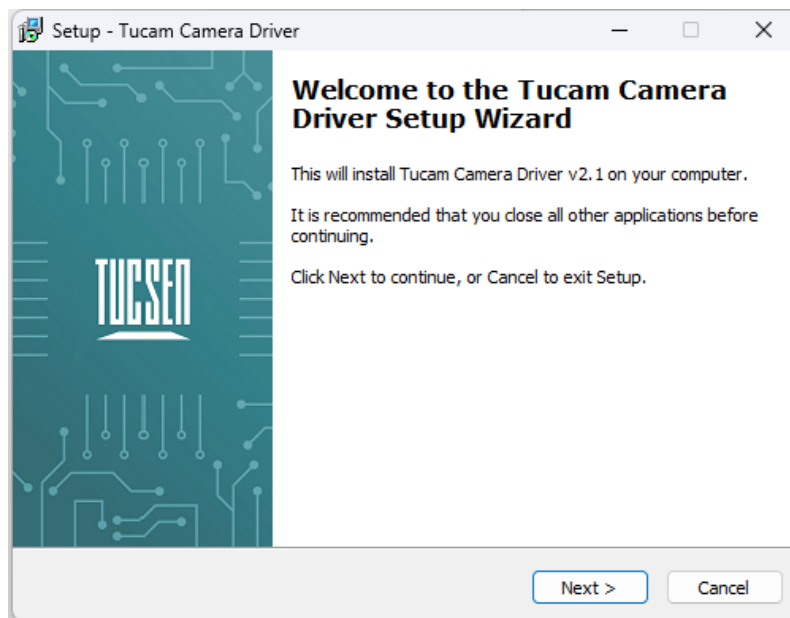 Setup - Tucam Camera Driver
Welcome to the Tucam Camera
Driver Setup Wizard
This will install Tucam Camera Driver v2.1 on your computer.
It is recommended that you close all other applications before
continuing.
Click Next to continue, or Cancel to exit Setup.
TUCSEN
Next >
Cancel